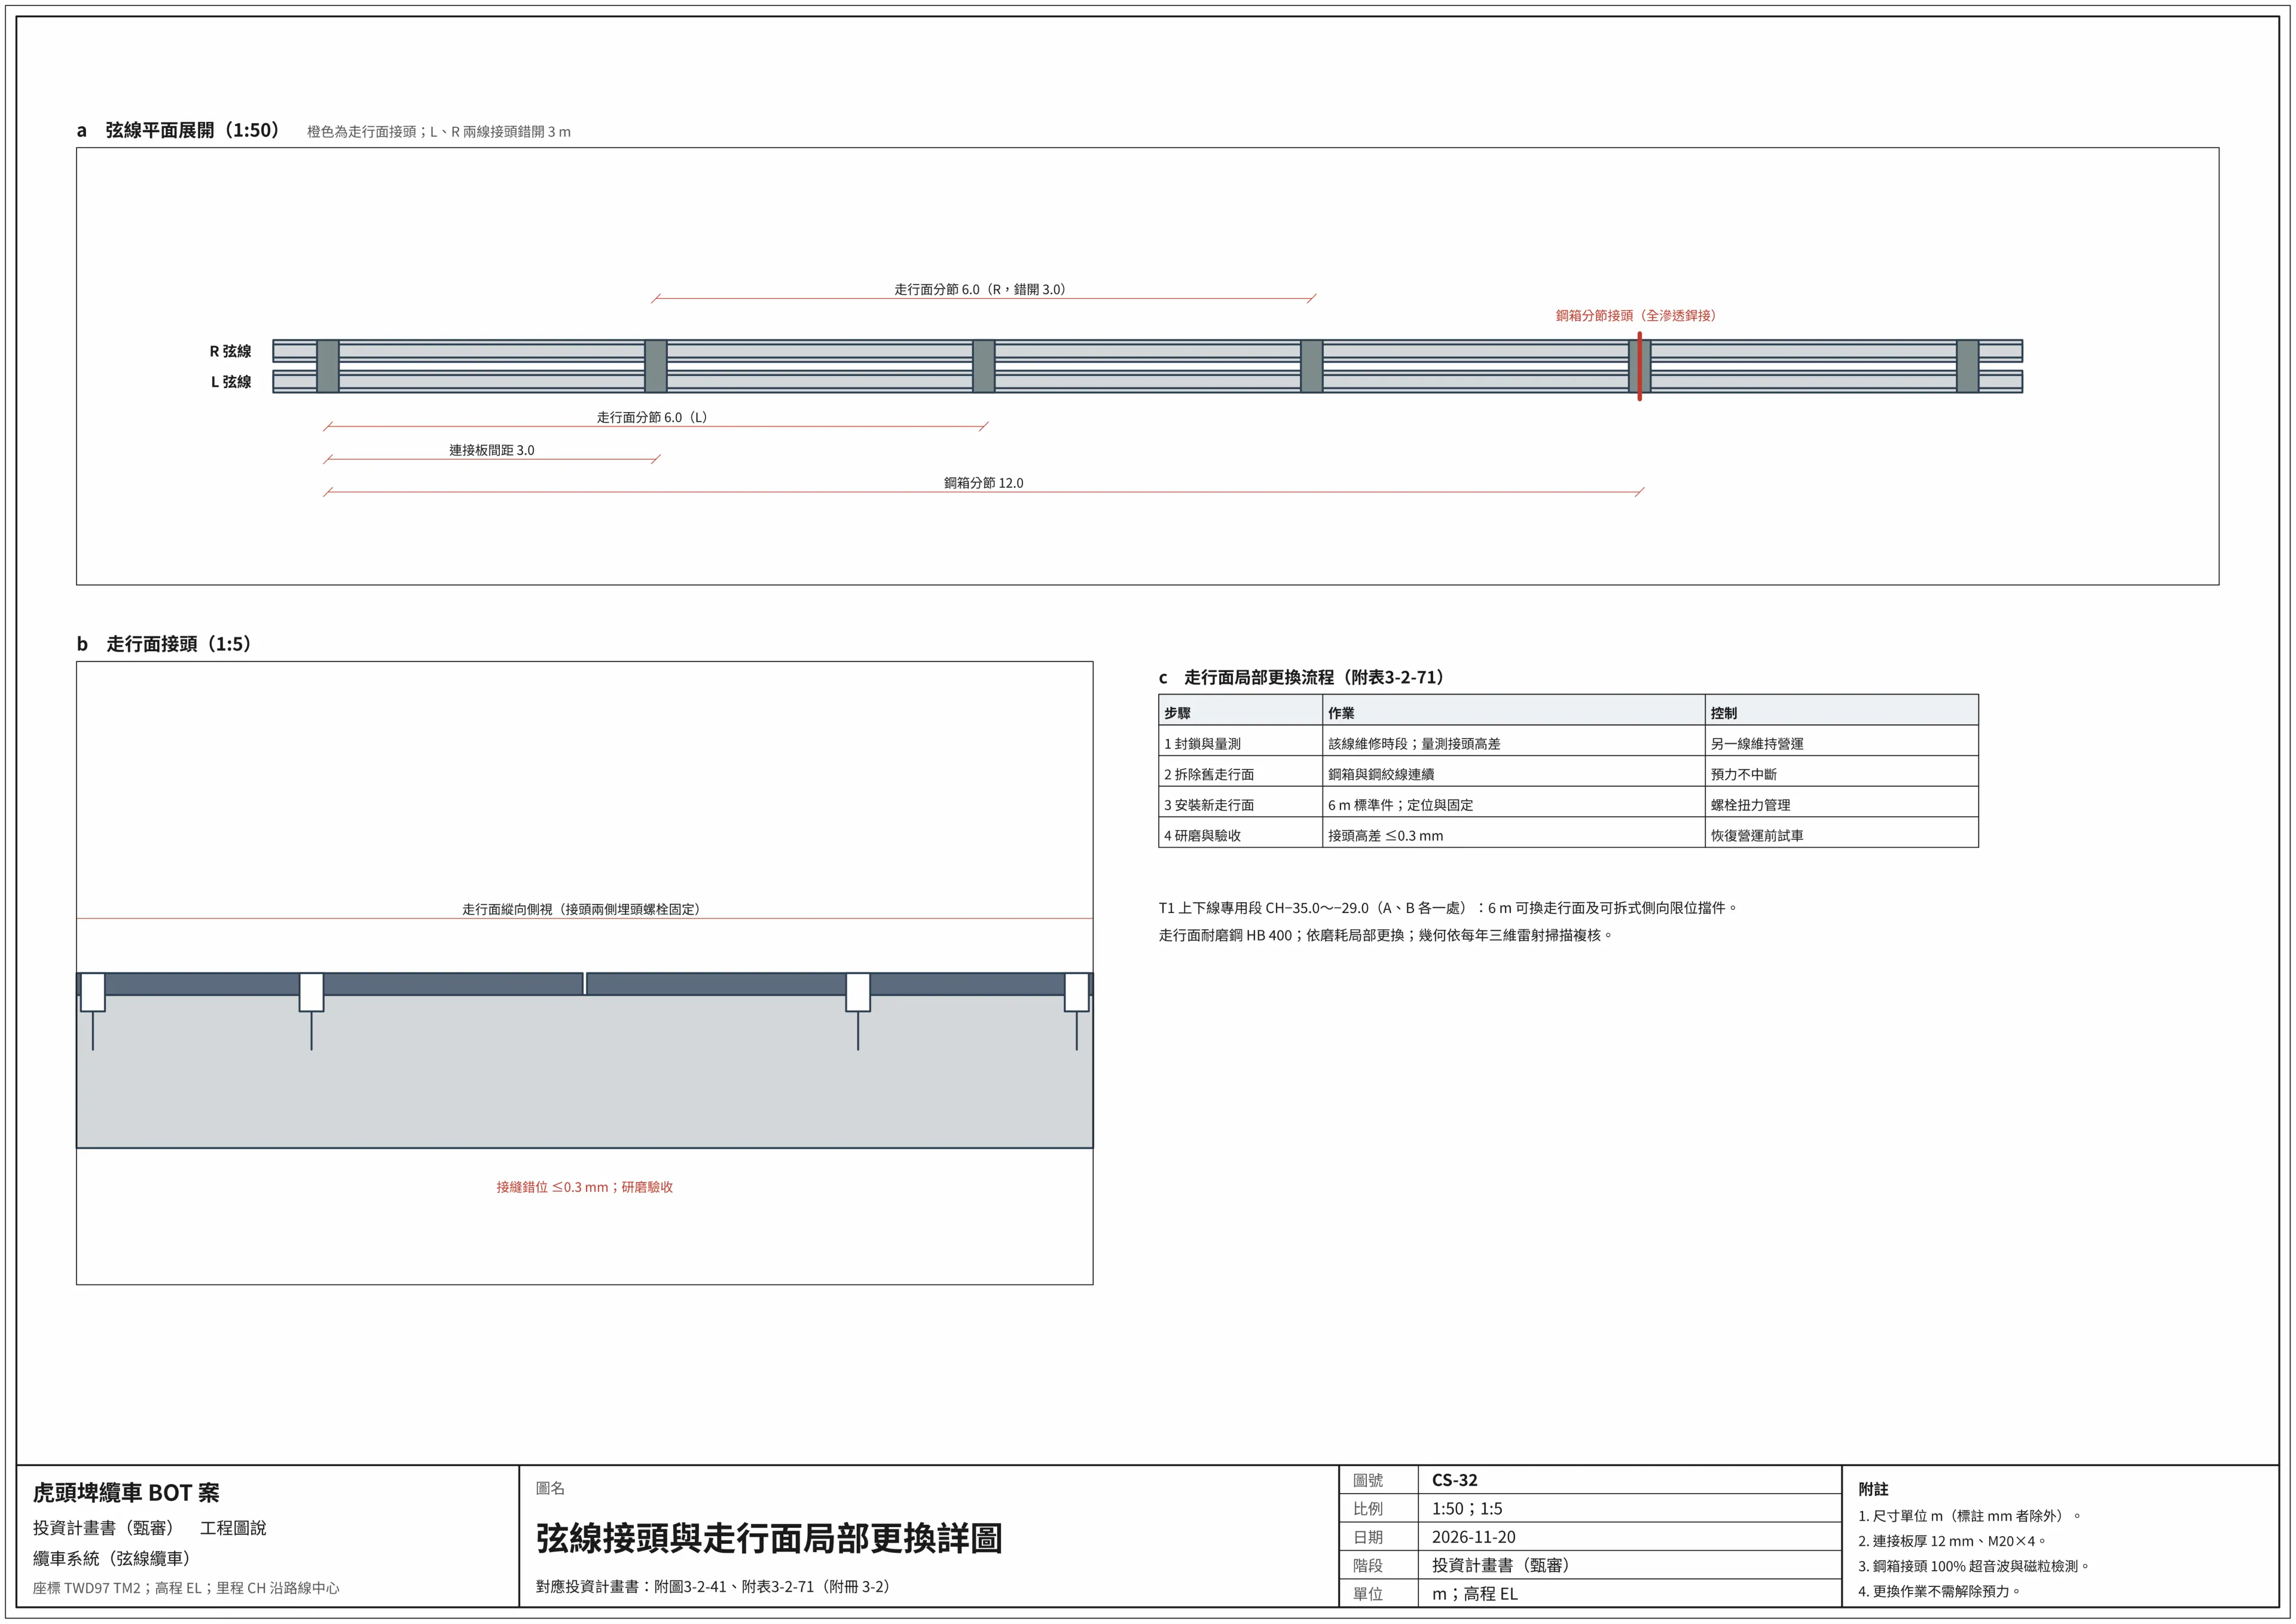 a 弦線平面展開（1:50） 橙色為走行面接頭；L、R 兩線接頭錯開 3 m
走行面分節 6.0（R，錯開 3.0）
鋼箱分節接頭（全滲透銲接）
R 弦線
L 弦線
走行面分節 6.0（L）
連接板間距 3.0
鋼箱分節 12.0
b 走行面接頭（1:5）
走行面縱向側視（接頭兩側埋頭螺栓固定）
接縫錯位 ≤0.3 mm；研磨驗收
c 走行面局部更換流程（附表3-2-71）
步驟 作業 控制
1 封鎖與量測 該線維修時段；量測接頭高差 另一線維持營運
2 拆除舊走行面 鋼箱與鋼絞線連續 預力不中斷
3 安裝新走行面 6 m 標準件；定位與固定 螺栓扭力管理
4 研磨與驗收 接頭高差 ≤0.3 mm 恢復營運前試車
T1 上下線專用段 CH−35.0～−29.0（A、B 各一處）：6 m 可換走行面及可拆式側向限位擋件。
走行面耐磨鋼 HB 400；依磨耗局部更換；幾何依每年三維雷射掃描複核。
虎頭埤纜車 BOT 案
投資計畫書（甄審） 工程圖說
纜車系統（弦線纜車）
座標 TWD97 TM2；高程 EL；里程 CH 沿路線中心
圖名
弦線接頭與走行面局部更換詳圖
對應投資計畫書：附圖3-2-41、附表3-2-71（附冊 3-2）
圖號 CS-32
比例 1:50；1:5
日期 2026-11-20
階段 投資計畫書（甄審）
單位 m；高程 EL
附註
1. 尺寸單位 m（標註 mm 者除外）。
2. 連接板厚 12 mm、M20×4。
3. 鋼箱接頭 100% 超音波與磁粒檢測。
4. 更換作業不需解除預力。